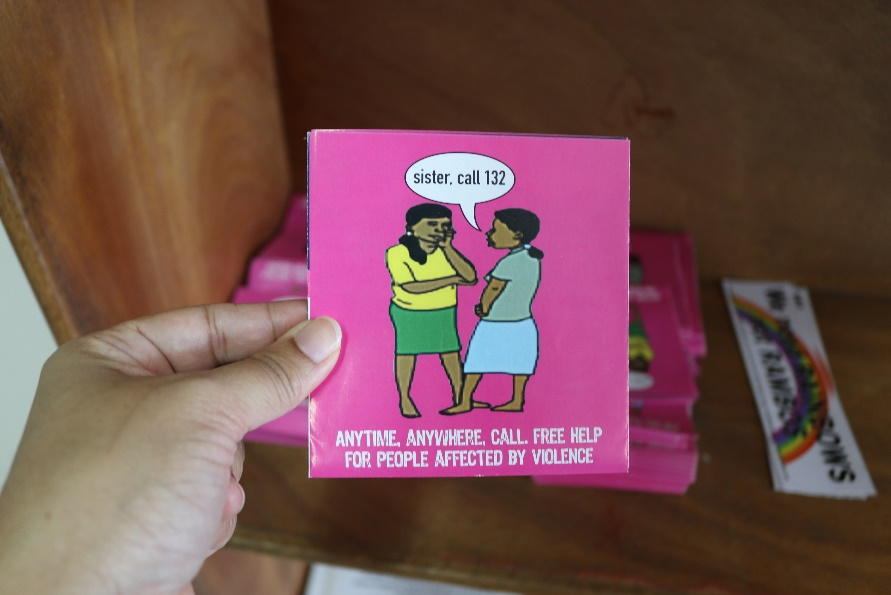 sister, call 132
ANYTIME, ANYWHERE, CALL. FREE HELP
FOR PEOPLE AFFECTED BY VIOLENCE